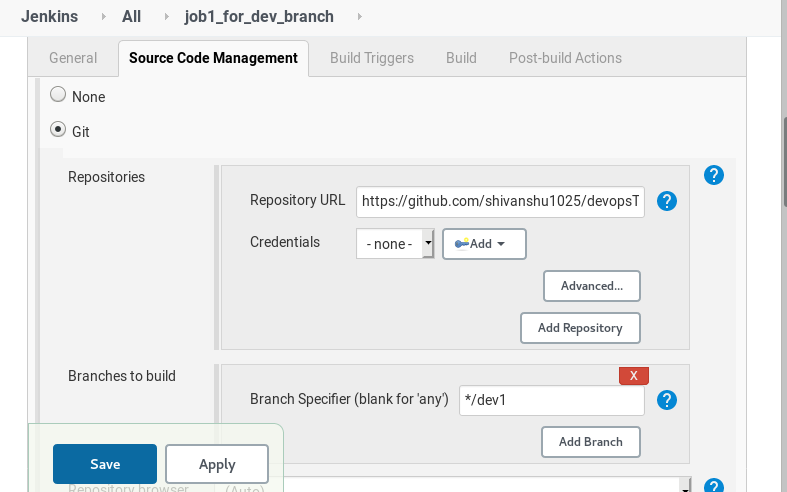 Jenkins All job1_for_dev_branch
General Source Code Management Build Triggers Build Post-build Actions
None
Git
Repositories
?
Repository URL https://github.com/shivanshu1025/devopsT ?
Credentials - none - Add
Advanced...
Add Repository
Branches to build
X
Branch Specifier (blank for 'any') */dev1 ?
Add Branch
Save Apply
Repository browser (Auto) ?